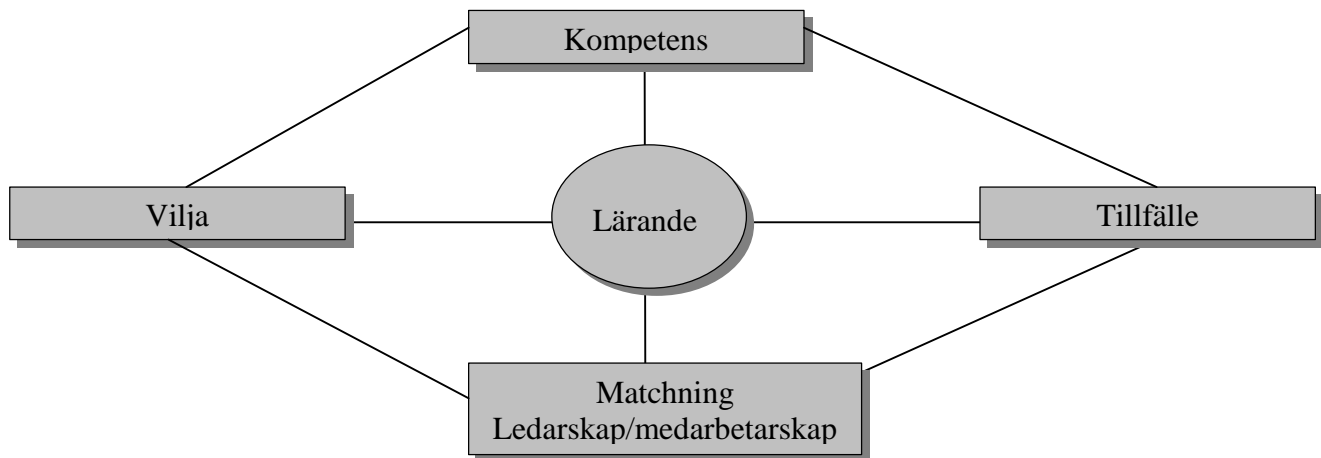 Kompetens
Vilja
Lärande
Tillfälle
Matchning
Ledarskap/medarbetarskap